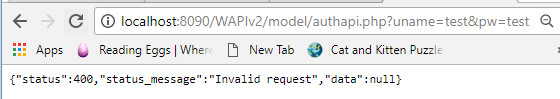 localhost:8090/WAPIv2/model/authapi.php?uname=test&pw=test
Apps Reading Eggs | Where New Tab Cat and Kitten Puzzle
{"status":400,"status_message":"Invalid request","data":null}